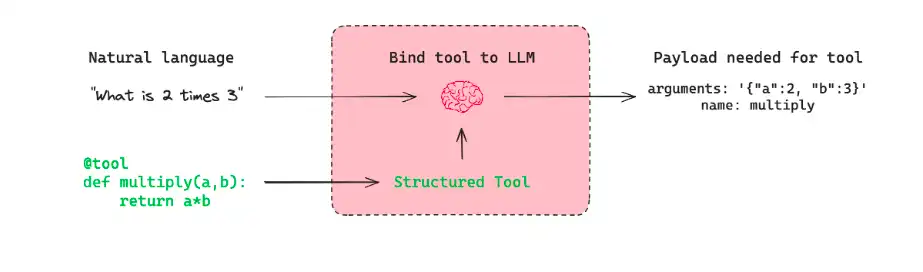 Natural language
Bind tool to LLM
Payload needed for tool
"What is 2 times 3"
arguments: '{"a":2, "b":3}'
name: multiply
@tool
def multiply(a,b):
    return a*b
Structured Tool